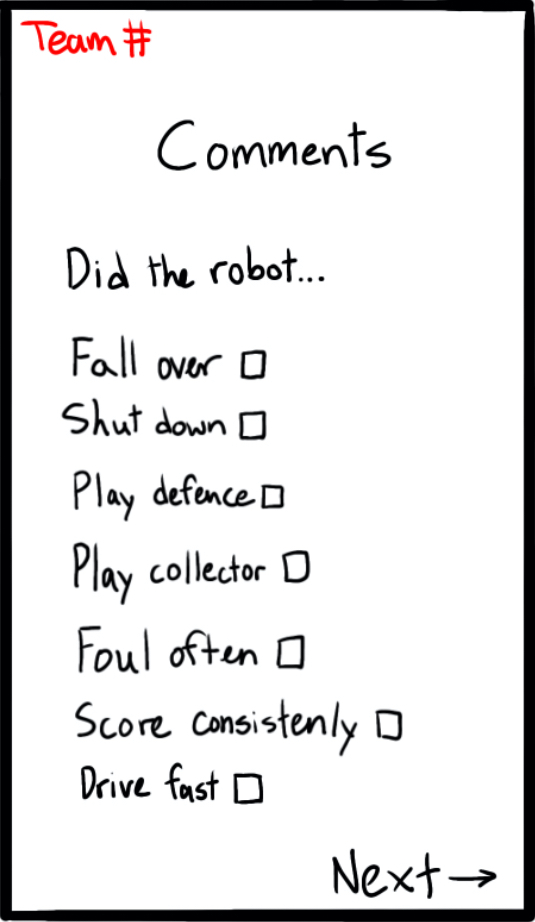 Team #
Comments
Did the robot...
Fall over □
Shut down □
Play defence □
Play collector □
Foul often □
Score consistenly □
Drive fast □
Next →